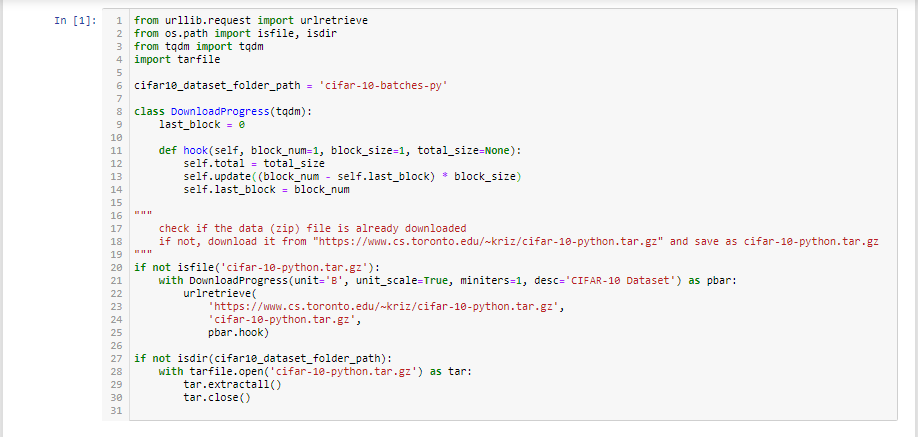 In [1]:
1 from urllib.request import urlretrieve
2 from os.path import isfile, isdir
3 from tqdm import tqdm
4 import tarfile
5
6 cifar10_dataset_folder_path = 'cifar-10-batches-py'
7
8 class DownloadProgress(tqdm):
9     last_block = 0
10
11     def hook(self, block_num=1, block_size=1, total_size=None):
12         self.total = total_size
13         self.update((block_num - self.last_block) * block_size)
14         self.last_block = block_num
15
16 """
17     check if the data (zip) file is already downloaded
18     if not, download it from "https://www.cs.toronto.edu/~kriz/cifar-10-python.tar.gz" and save as cifar-10-python.tar.gz
19 """
20 if not isfile('cifar-10-python.tar.gz'):
21     with DownloadProgress(unit='B', unit_scale=True, miniters=1, desc='CIFAR-10 Dataset') as pbar:
22         urlretrieve(
23             'https://www.cs.toronto.edu/~kriz/cifar-10-python.tar.gz',
24             'cifar-10-python.tar.gz',
25             pbar.hook)
26
27 if not isdir(cifar10_dataset_folder_path):
28     with tarfile.open('cifar-10-python.tar.gz') as tar:
29         tar.extractall()
30         tar.close()
31